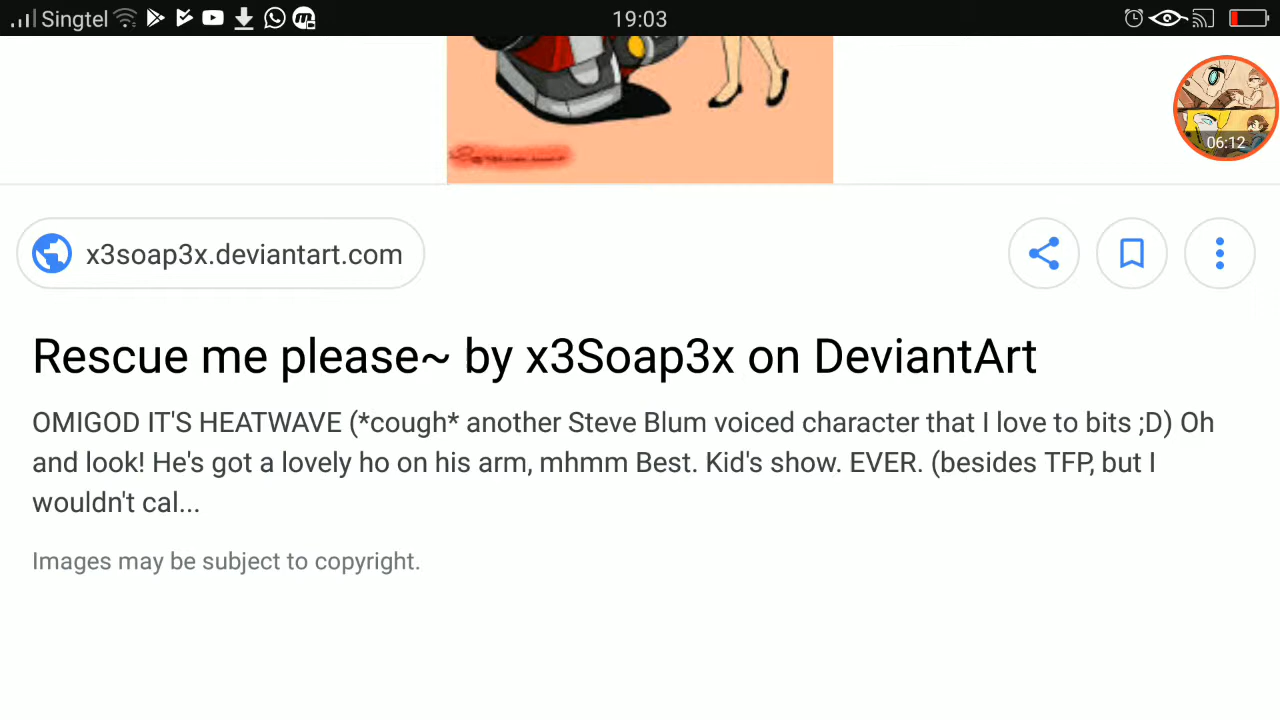 Singtel 19:03
06:12
x3soap3x.deviantart.com
Rescue me please~ by x3Soap3x on DeviantArt
OMIGOD IT'S HEATWAVE (*cough* another Steve Blum voiced character that I love to bits ;D) Oh
and look! He's got a lovely ho on his arm, mhmm Best. Kid's show. EVER. (besides TFP, but I
wouldn't cal...
Images may be subject to copyright.